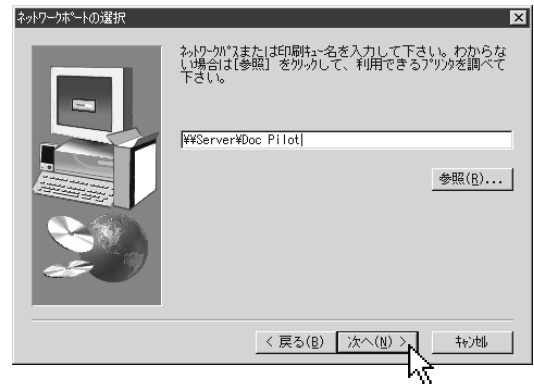 ﾈｯﾄﾜｰｸﾎﾟｰﾄの選択
ﾈｯﾄﾜｰｸﾊﾟｽまたは印刷ｷｭｰ名を入力して下さい。わからな
い場合は[参照] をｸﾘｯｸして、利用できるﾌﾟﾘﾝﾀを調べて
下さい。
¥¥Server¥Doc Pilot
参照(R)...
< 戻る(B)
次へ(N) >
ｷｬﾝｾﾙ